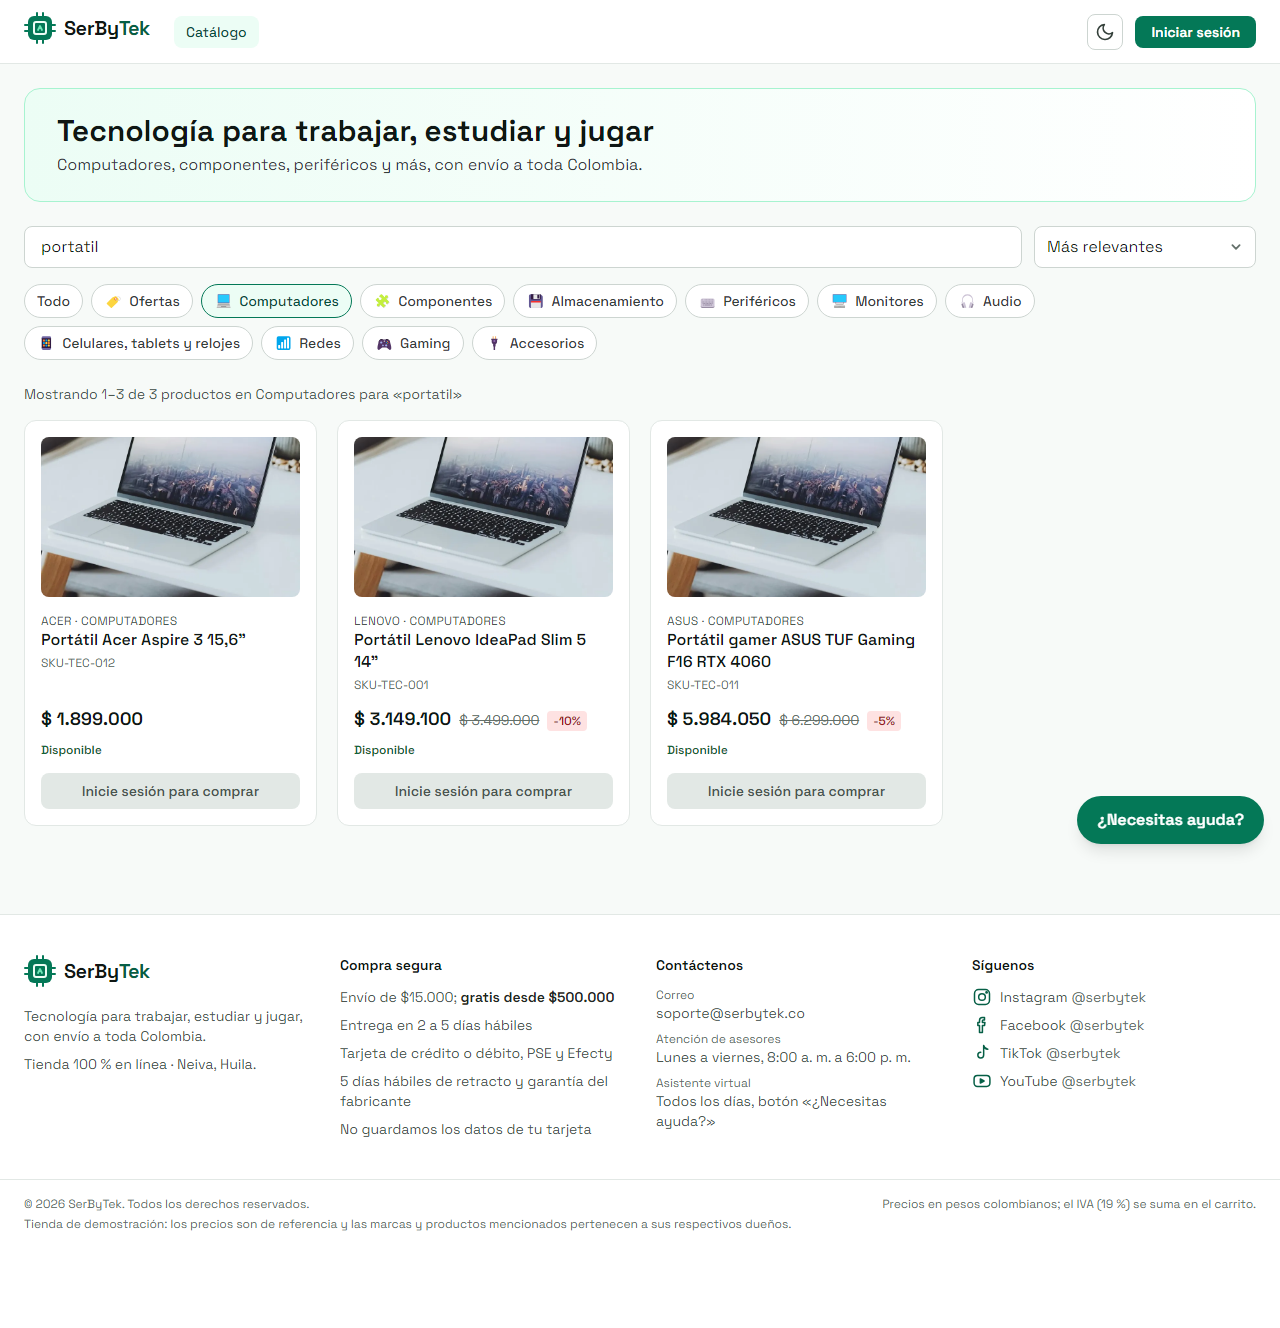 SerByTek
Catálogo
Iniciar sesión
Tecnología para trabajar, estudiar y jugar
Computadores, componentes, periféricos y más, con envío a toda Colombia.
portatil
Más relevantes
Todo
Ofertas
Computadores
Componentes
Almacenamiento
Periféricos
Monitores
Audio
Celulares, tablets y relojes
Redes
Gaming
Accesorios
Mostrando 1–3 de 3 productos en Computadores para «portatil»
ACER · COMPUTADORES
Portátil Acer Aspire 3 15,6”
SKU-TEC-012
$ 1.899.000
Disponible
Inicie sesión para comprar
LENOVO · COMPUTADORES
Portátil Lenovo IdeaPad Slim 5
14”
SKU-TEC-001
$ 3.149.100 $ 3.499.000 -10%
Disponible
Inicie sesión para comprar
ASUS · COMPUTADORES
Portátil gamer ASUS TUF Gaming
F16 RTX 4060
SKU-TEC-011
$ 5.984.050 $ 6.299.000 -5%
Disponible
Inicie sesión para comprar
¿Necesitas ayuda?
SerByTek
Tecnología para trabajar, estudiar y jugar,
con envío a toda Colombia.
Tienda 100 % en línea · Neiva, Huila.
Compra segura
Envío de $15.000; gratis desde $500.000
Entrega en 2 a 5 días hábiles
Tarjeta de crédito o débito, PSE y Efecty
5 días hábiles de retracto y garantía del
fabricante
No guardamos los datos de tu tarjeta
Contáctenos
Correo
soporte@serbytek.co
Atención de asesores
Lunes a viernes, 8:00 a. m. a 6:00 p. m.
Asistente virtual
Todos los días, botón «¿Necesitas
ayuda?»
Síguenos
Instagram @serbytek
Facebook @serbytek
TikTok @serbytek
YouTube @serbytek
© 2026 SerByTek. Todos los derechos reservados.
Precios en pesos colombianos; el IVA (19 %) se suma en el carrito.
Tienda de demostración: los precios son de referencia y las marcas y productos mencionados pertenecen a sus respectivos dueños.